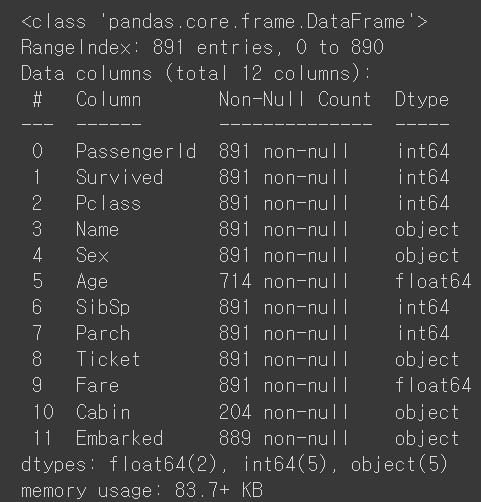 <class 'pandas.core.frame.DataFrame'>
RangeIndex: 891 entries, 0 to 890
Data columns (total 12 columns):
 #   Column       Non-Null Count  Dtype
---  ------       --------------  -----
 0   PassengerId  891 non-null    int64
 1   Survived     891 non-null    int64
 2   Pclass       891 non-null    int64
 3   Name         891 non-null    object
 4   Sex          891 non-null    object
 5   Age          714 non-null    float64
 6   SibSp        891 non-null    int64
 7   Parch        891 non-null    int64
 8   Ticket       891 non-null    object
 9   Fare         891 non-null    float64
 10  Cabin        204 non-null    object
 11  Embarked     889 non-null    object
dtypes: float64(2), int64(5), object(5)
memory usage: 83.7+ KB